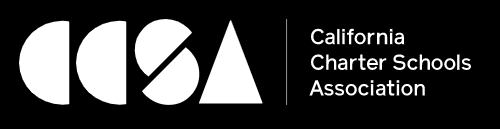 CCSA
California
Charter Schools
Association